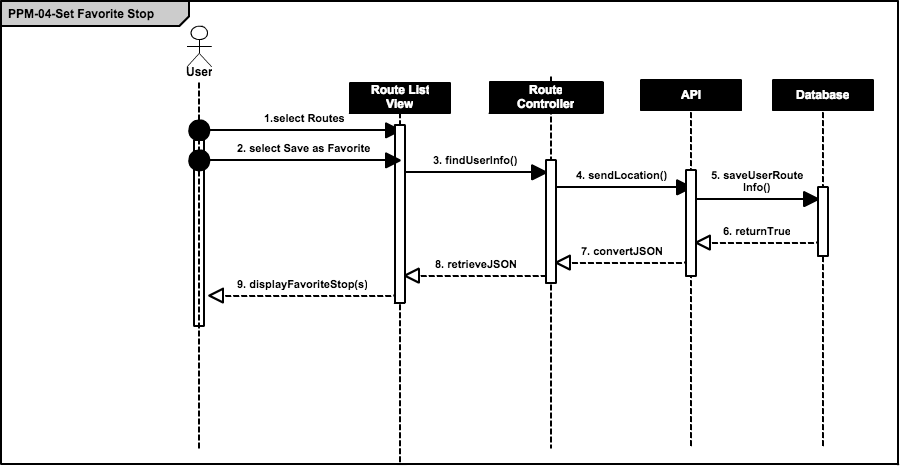 PPM-04-Set Favorite Stop
User
Route List
View
Route
Controller
API
Database
1.select Routes
2. select Save as Favorite
3. findUserInfo()
4. sendLocation()
5. saveUserRoute
Info()
6. returnTrue
7. convertJSON
8. retrieveJSON
9. displayFavoriteStop(s)